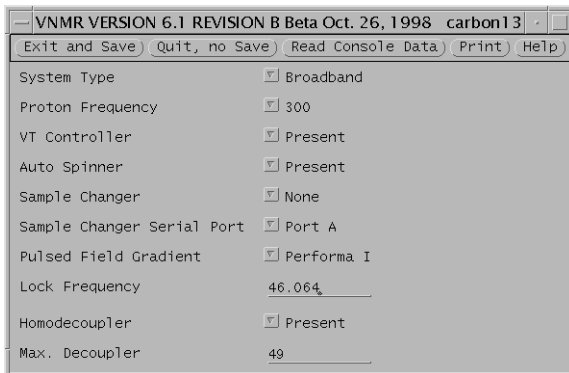 VNMR VERSION 6.1 REVISION B Beta Oct. 26, 1998 carbon13
Exit and Save) Quit, no Save) Read Console Data) Print) Help)
System Type Broadband
Proton Frequency 300
VT Controller Present
Auto Spinner Present
Sample Changer None
Sample Changer Serial Port Port A
Pulsed Field Gradient Performa I
Lock Frequency 46.064
Homodecoupler Present
Max. Decoupler 49